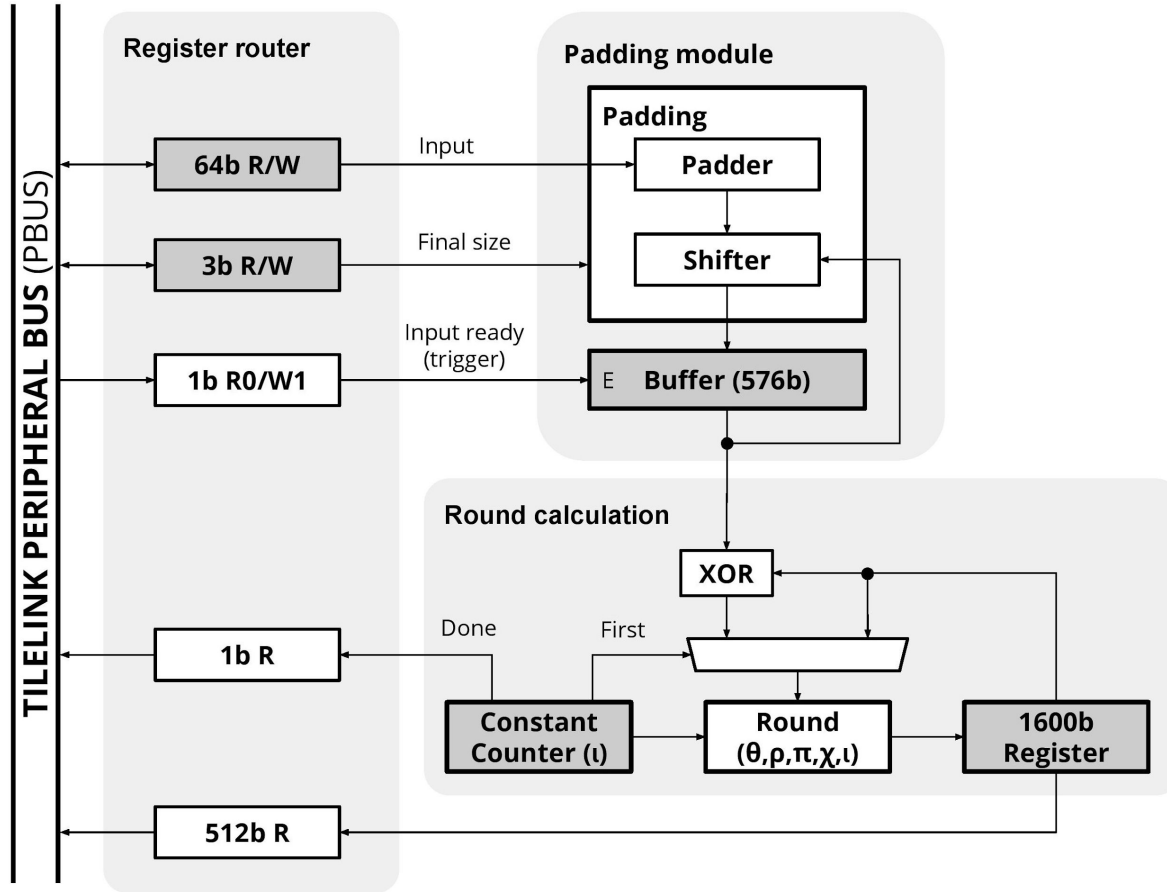 TILELINK PERIPHERAL BUS (PBUS)
Register router
64b R/W
3b R/W
1b R0/W1
1b R
512b R
Input
Final size
Input ready
(trigger)
Padding module
Padding
Padder
Shifter
E
Buffer (576b)
Round calculation
XOR
Done
First
Constant
Counter (ι)
Round
(θ,ρ,π,χ,ι)
1600b
Register